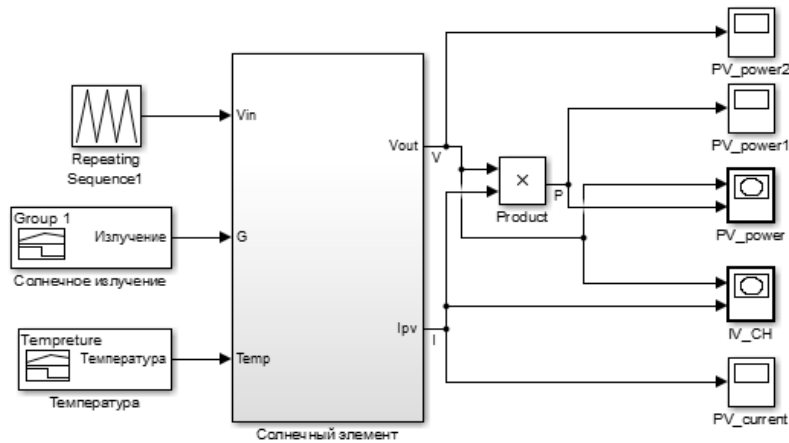 PV_power2
Vin
Repeating
Sequence1
Vout
V
PV_power1
×
P
Product
PV_power
Group 1
Излучение
G
Солнечное излучение
Ipv
I
IV_CH
Tempreture
Температура
Temp
Температура
PV_current
Солнечный элемент